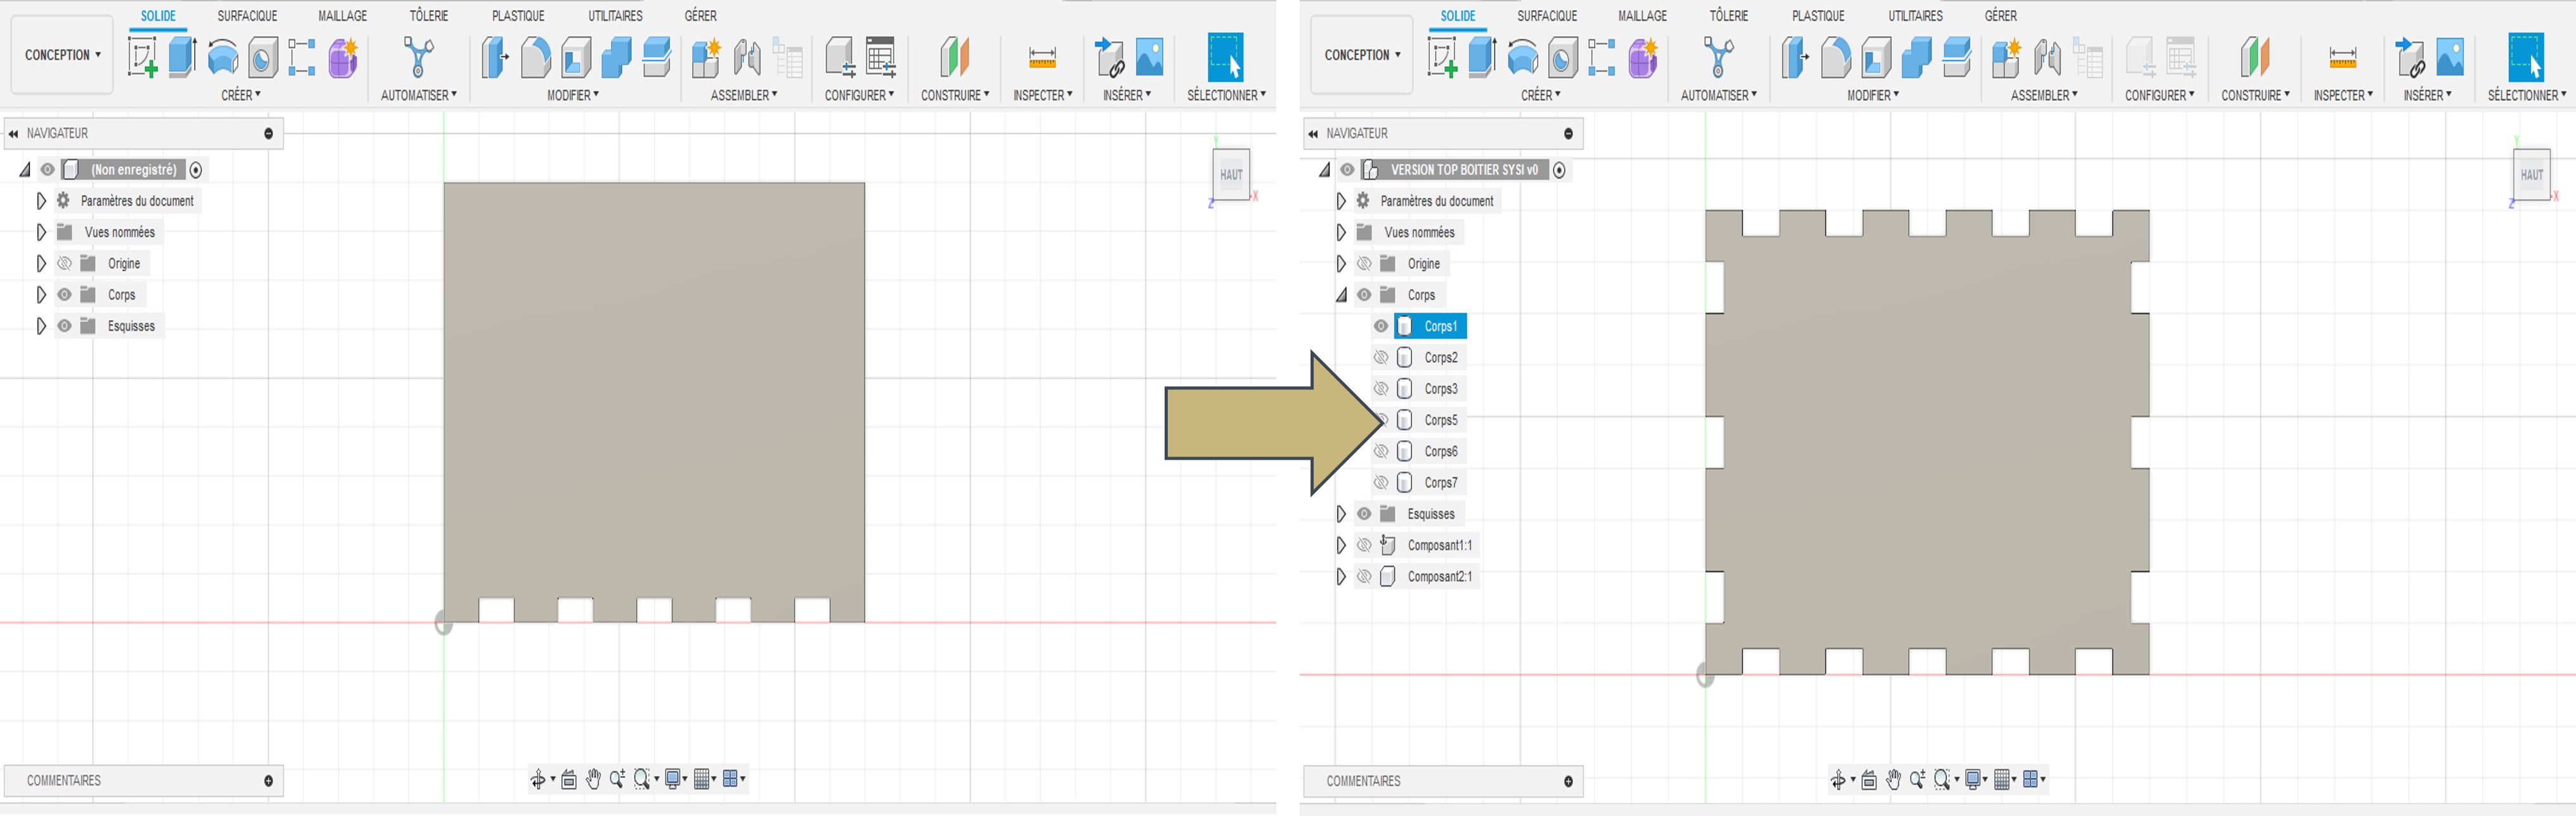 SOLIDE SURFACIQUE MAILLAGE TÔLERIE PLASTIQUE UTILITAIRES GÉRER
CONCEPTION
CRÉER AUTOMATISER MODIFIER ASSEMBLER CONFIGURER CONSTRUIRE INSPECTER INSÉRER SÉLECTIONNER
NAVIGATEUR
(Non enregistré)
Paramètres du document
Vues nommées
Origine
Corps
Esquisses
Y
HAUT
X
Z
COMMENTAIRES
SOLIDE SURFACIQUE MAILLAGE TÔLERIE PLASTIQUE UTILITAIRES GÉRER
CONCEPTION
CRÉER AUTOMATISER MODIFIER ASSEMBLER CONFIGURER CONSTRUIRE INSPECTER INSÉRER SÉLECTIONNER
NAVIGATEUR
VERSION TOP BOITIER SYSI v0
Paramètres du document
Vues nommées
Origine
Corps
Corps1
Corps2
Corps3
Corps5
Corps6
Corps7
Esquisses
Composant1:1
Composant2:1
Y
HAUT
X
Z
COMMENTAIRES